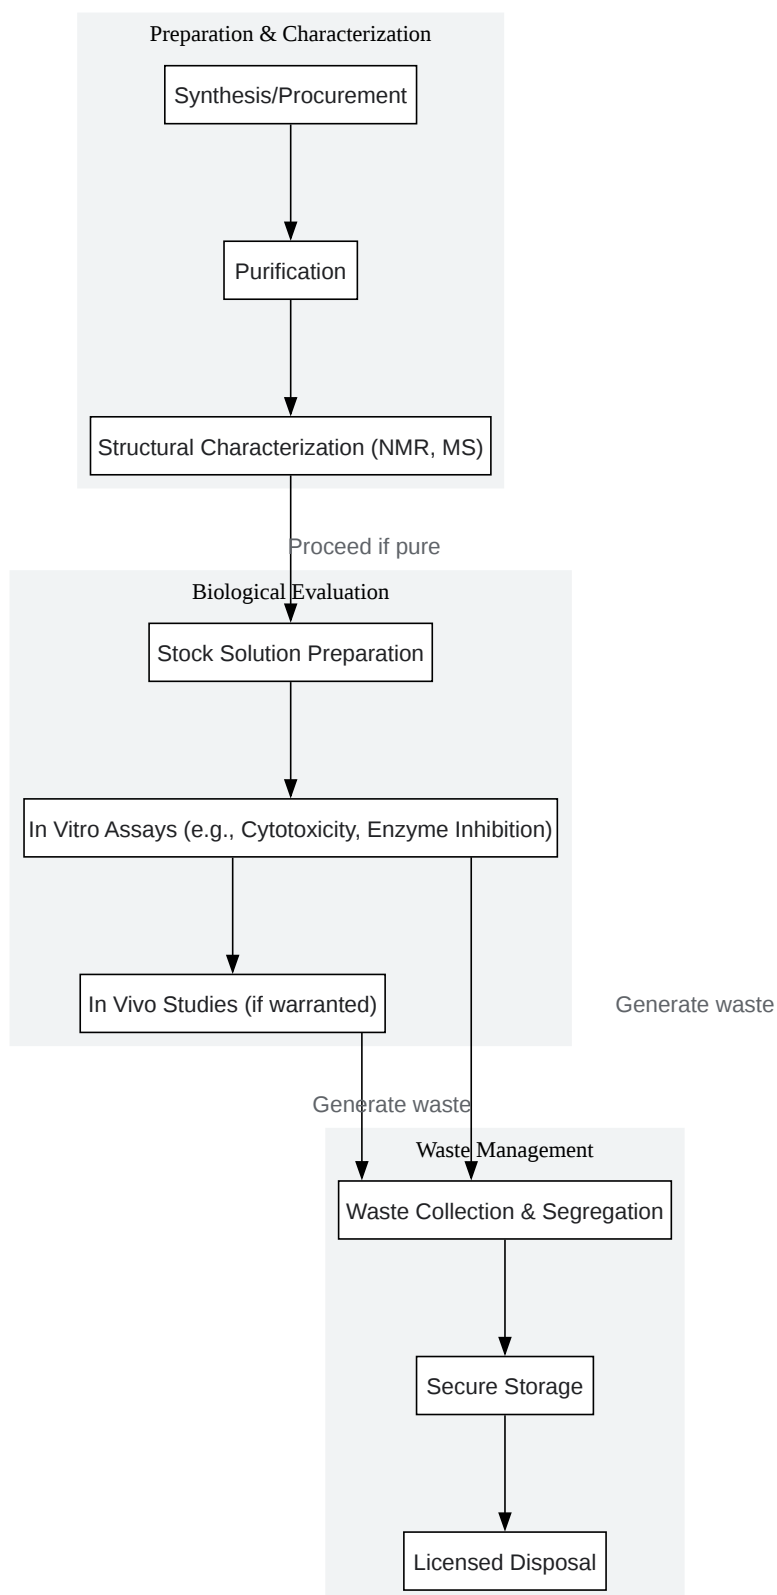 Preparation & Characterization
Synthesis/Procurement
Purification
Structural Characterization (NMR, MS)
Proceed if pure
Biological Evaluation
Stock Solution Preparation
In Vitro Assays (e.g., Cytotoxicity, Enzyme Inhibition)
In Vivo Studies (if warranted)
Generate waste
Generate waste
Waste Management
Waste Collection & Segregation
Secure Storage
Licensed Disposal